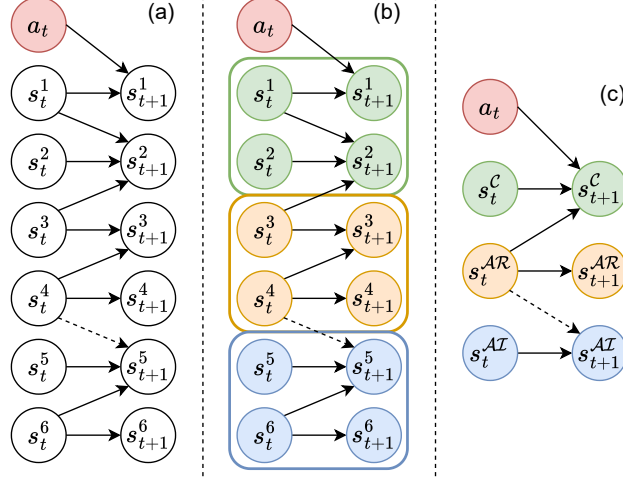 (a) (b) (c)
a_t a_t
s_t^1 s_{t+1}^1 s_t^1 s_{t+1}^1
a_t
s_t^2 s_{t+1}^2 s_t^2 s_{t+1}^2
s_t^𝒞 s_{t+1}^𝒞
s_t^3 s_{t+1}^3 s_t^3 s_{t+1}^3
s_t^𝒜ℛ s_{t+1}^𝒜ℛ
s_t^4 s_{t+1}^4 s_t^4 s_{t+1}^4
s_t^𝒜ℐ s_{t+1}^𝒜ℐ
s_t^5 s_{t+1}^5 s_t^5 s_{t+1}^5
s_t^6 s_{t+1}^6 s_t^6 s_{t+1}^6